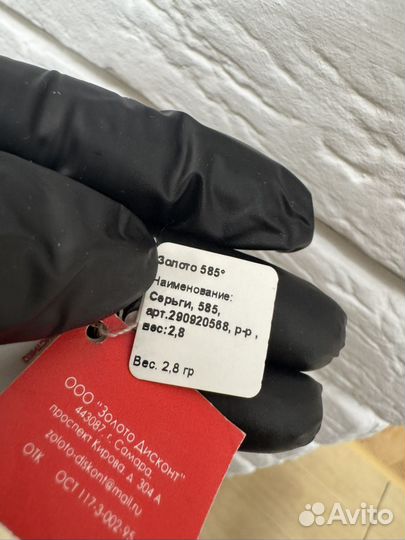 Золото 585°
Наименование:
Серьги, 585,
арт.290920568, р-р ,
вес:2,8
Вес. 2,8 гр
ООО "Золото Дисконт"
443087, г. Самара,
проспект Кирова, д. 304 А
zoloto-diskont@mail.ru
ОТК ОСТ 117-3-002-95
Avito